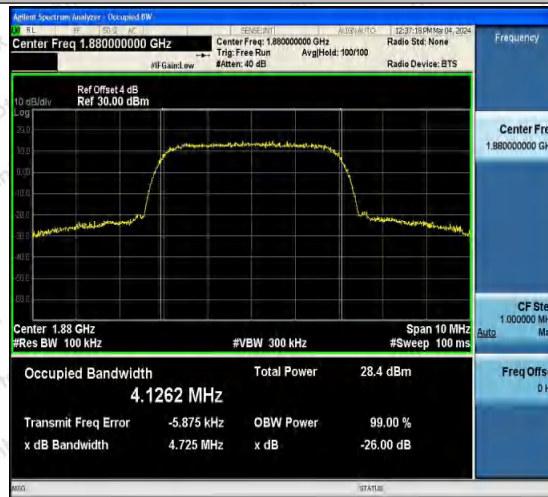 Agilent Spectrum Analyzer - Occupied BW
RL RF 50 Ω AC SENSE:INT ALIGN AUTO 12:37:18 PM Mar 04, 2024
Center Freq 1.880000000 GHz
Center Freq: 1.880000000 GHz
Radio Std: None
Trig: Free Run
Avg|Hold: 100/100
#IFGain:Low
#Atten: 40 dB
Radio Device: BTS
Frequency
Ref Offset 4 dB
10 dB/div
Ref 30.00 dBm
Log
20.0
10.0
0.00
-10.0
-20.0
-30.0
-40.0
-50.0
-60.0
Center Fre
1.880000000 GH
Center 1.88 GHz
Span 10 MHz
#Res BW 100 kHz
#VBW 300 kHz
#Sweep 100 ms
CF Ste
1.000000 MH
Auto Ma
Occupied Bandwidth
Total Power
28.4 dBm
4.1262 MHz
Transmit Freq Error
-5.875 kHz
OBW Power
99.00 %
x dB Bandwidth
4.725 MHz
x dB
-26.00 dB
Freq Offse
0 H
MSG
STATUS